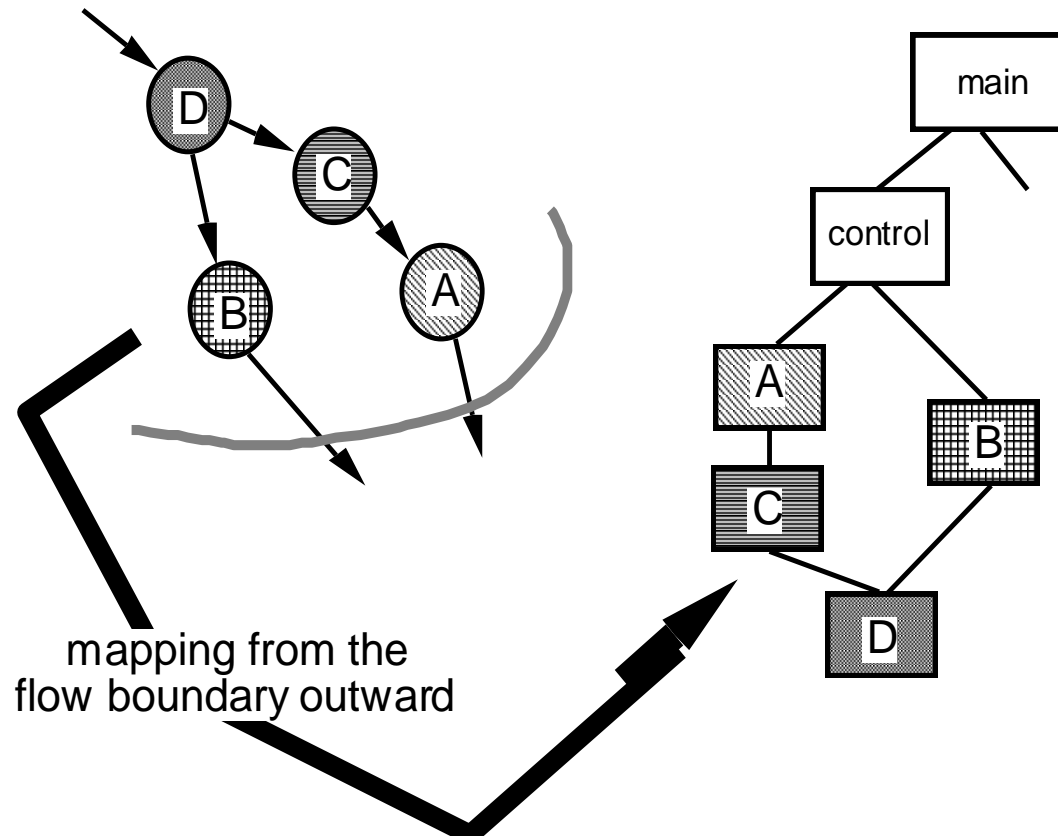 D
C
B
A
mapping from the
flow boundary outward
main
control
A
B
C
D